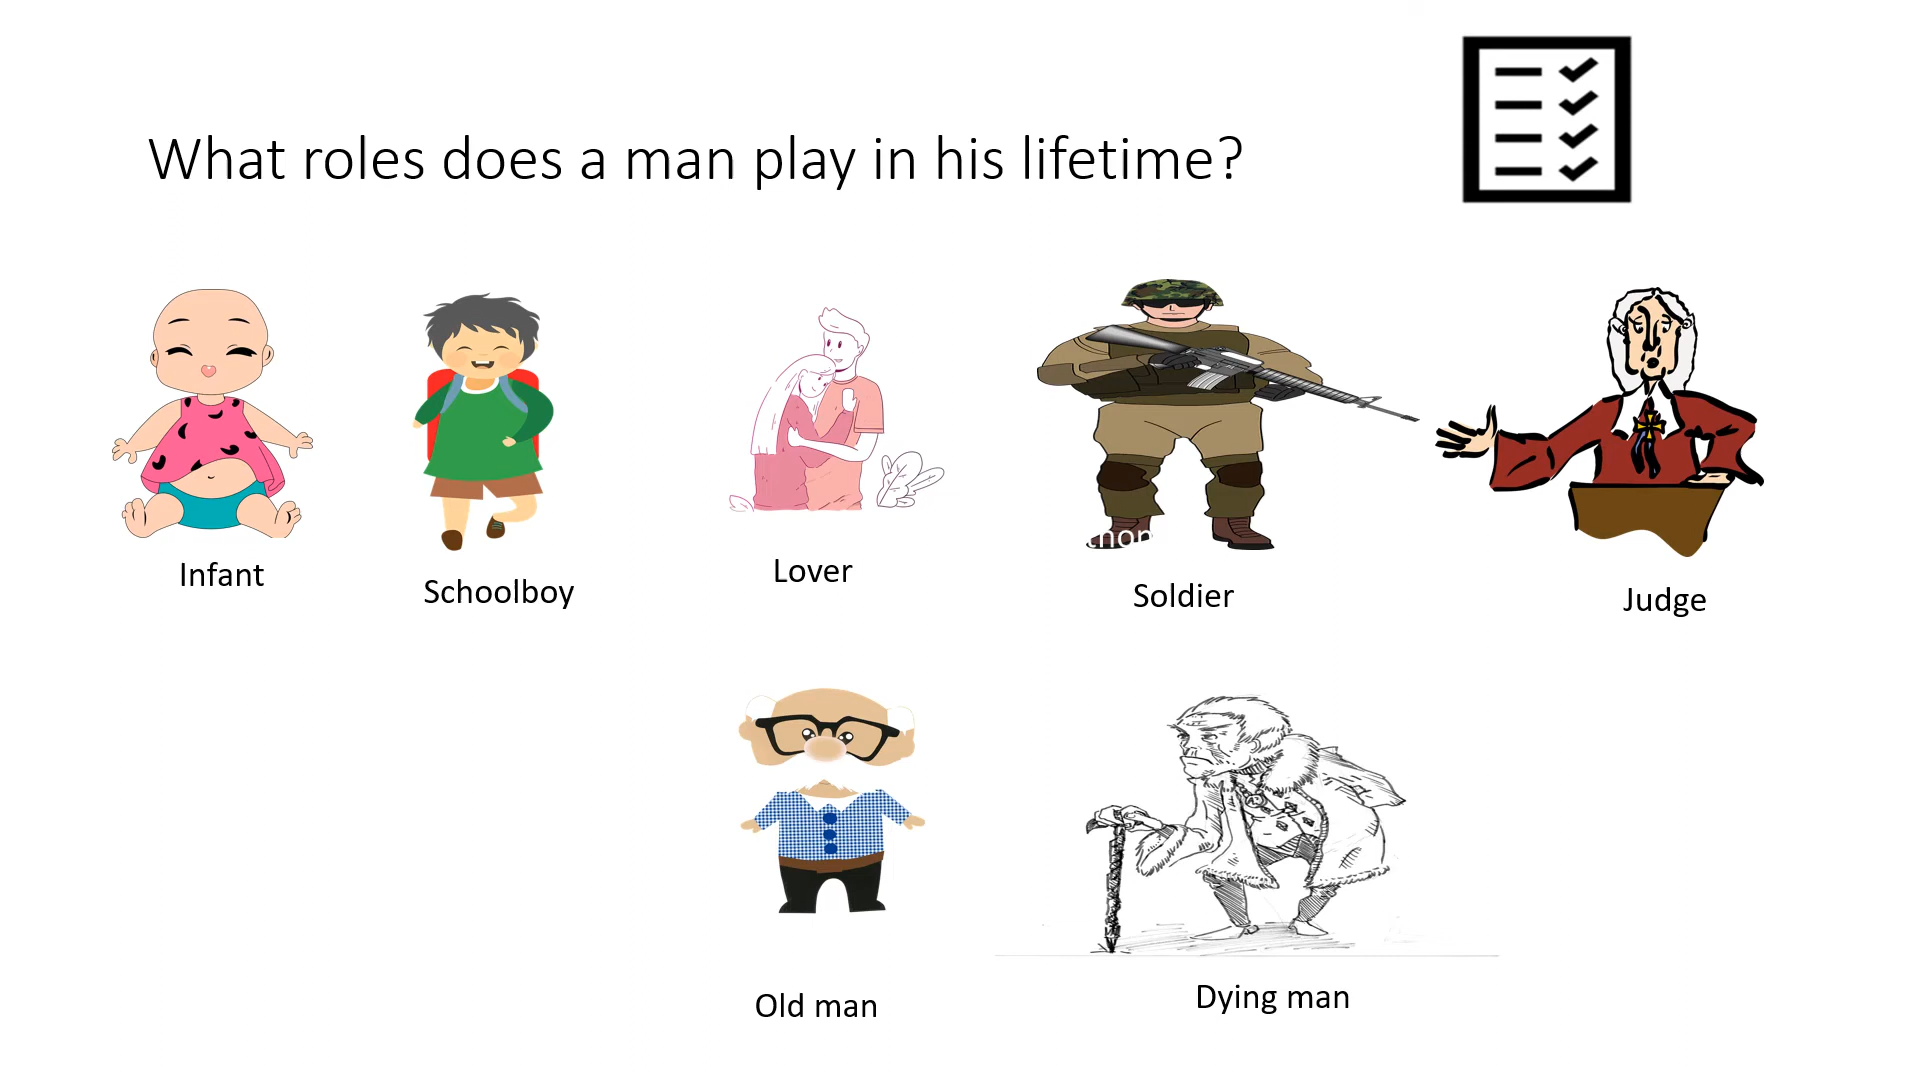 What roles does a man play in his lifetime?
Infant
Schoolboy
Lover
Soldier
Judge
Old man
Dying man